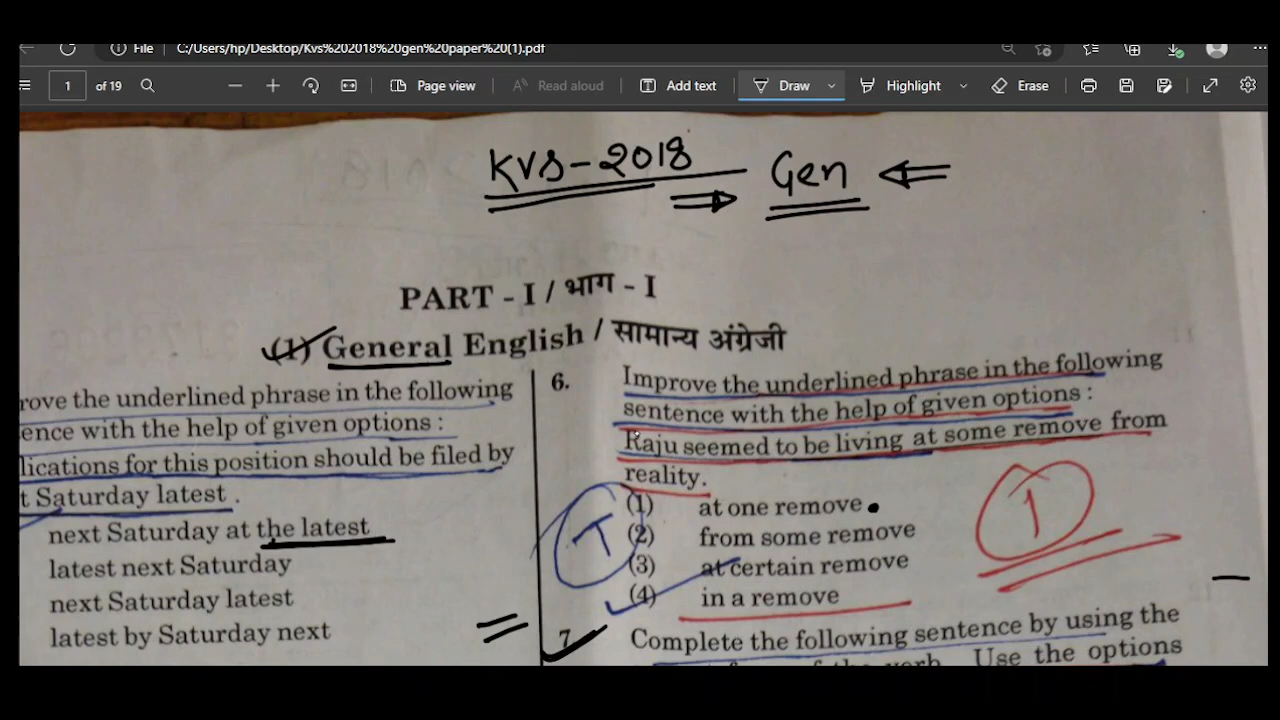 File C:/Users/hp/Desktop/Kvs%202018%20gen%20paper%20(1).pdf
1 of 19 Page view Read aloud Add text Draw Highlight Erase
KVS-2018 Gen
PART - I / भाग - I
(1) General English / सामान्य अंग्रेजी
rove the underlined phrase in the following
ence with the help of given options :
lications for this position should be filed by
t Saturday latest .
next Saturday at the latest
latest next Saturday
next Saturday latest
latest by Saturday next
6. Improve the underlined phrase in the following
sentence with the help of given options :
Raju seemed to be living at some remove from
reality.
(1) at one remove
(2) from some remove
(3) at certain remove
(4) in a remove
1
7 Complete the following sentence by using the
verb. Use the options